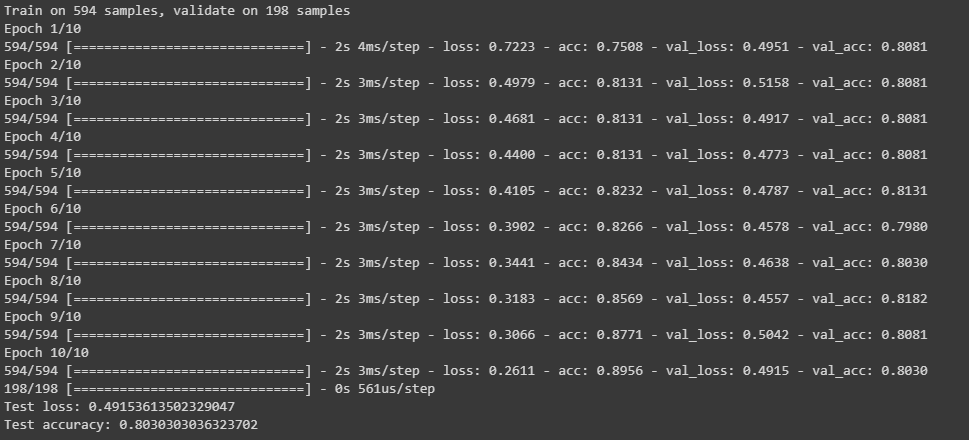 Train on 594 samples, validate on 198 samples
Epoch 1/10
594/594 [==============================] - 2s 4ms/step - loss: 0.7223 - acc: 0.7508 - val_loss: 0.4951 - val_acc: 0.8081
Epoch 2/10
594/594 [==============================] - 2s 3ms/step - loss: 0.4979 - acc: 0.8131 - val_loss: 0.5158 - val_acc: 0.8081
Epoch 3/10
594/594 [==============================] - 2s 3ms/step - loss: 0.4681 - acc: 0.8131 - val_loss: 0.4917 - val_acc: 0.8081
Epoch 4/10
594/594 [==============================] - 2s 3ms/step - loss: 0.4400 - acc: 0.8131 - val_loss: 0.4773 - val_acc: 0.8081
Epoch 5/10
594/594 [==============================] - 2s 3ms/step - loss: 0.4105 - acc: 0.8232 - val_loss: 0.4787 - val_acc: 0.8131
Epoch 6/10
594/594 [==============================] - 2s 3ms/step - loss: 0.3902 - acc: 0.8266 - val_loss: 0.4578 - val_acc: 0.7980
Epoch 7/10
594/594 [==============================] - 2s 3ms/step - loss: 0.3441 - acc: 0.8434 - val_loss: 0.4638 - val_acc: 0.8030
Epoch 8/10
594/594 [==============================] - 2s 3ms/step - loss: 0.3183 - acc: 0.8569 - val_loss: 0.4557 - val_acc: 0.8182
Epoch 9/10
594/594 [==============================] - 2s 3ms/step - loss: 0.3066 - acc: 0.8771 - val_loss: 0.5042 - val_acc: 0.8081
Epoch 10/10
594/594 [==============================] - 2s 3ms/step - loss: 0.2611 - acc: 0.8956 - val_loss: 0.4915 - val_acc: 0.8030
198/198 [==============================] - 0s 561us/step
Test loss: 0.49153613502329047
Test accuracy: 0.8030303036323702